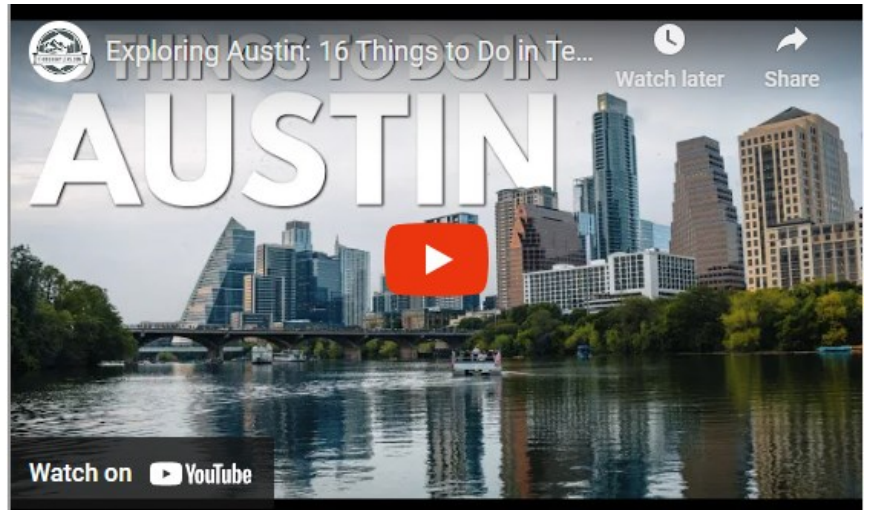 Exploring Austin: 16 Things to Do in Te...
THINGS TO DO IN
AUSTIN
Watch later
Share
Watch on YouTube